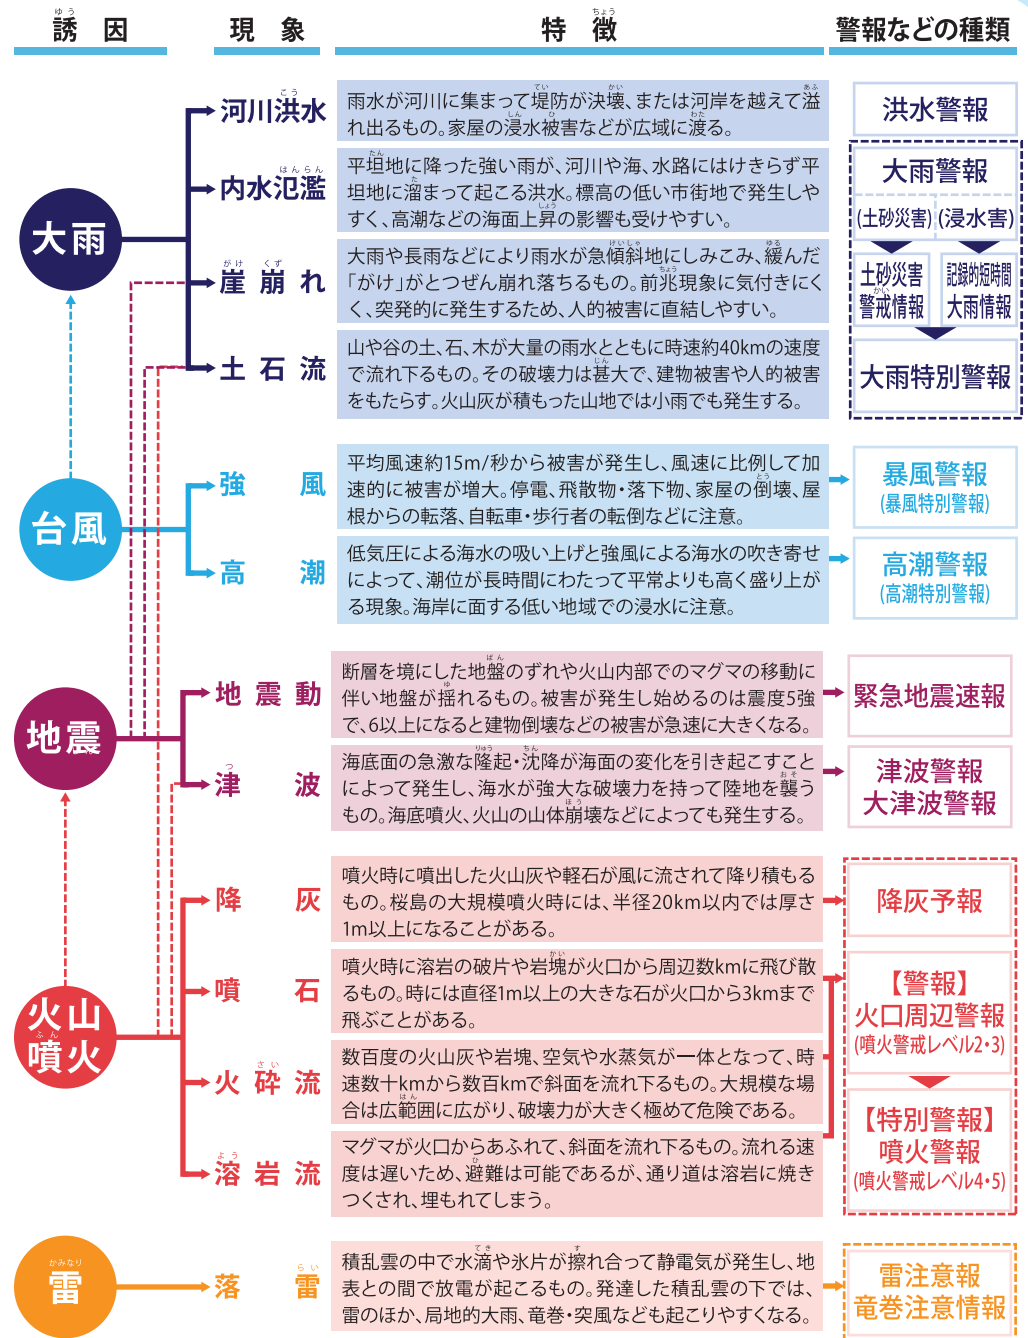 誘因
現象
特徴
警報などの種類
大雨
河川洪水
雨水が河川に集まって堤防が決壊、または河岸を越えて溢
れ出るもの。家屋の浸水被害などが広域に渡る。
洪水警報
内水氾濫
平坦地に降った強い雨が、河川や海、水路にはけきらず平
坦地に溜まって起こる洪水。標高の低い市街地で発生しや
すく、高潮などの海面上昇の影響も受けやすい。
大雨警報
(土砂災害)
(浸水害)
崖崩れ
大雨や長雨などにより雨水が急傾斜地にしみこみ、緩んだ
「がけ」がとつぜん崩れ落ちるもの。前兆現象に気付きにく
く、突発的に発生するため、人的被害に直結しやすい。
土砂災害
警戒情報
記録的短時間
大雨情報
土石流
山や谷の土、石、木が大量の雨水とともに時速約40kmの速度
で流れ下るもの。その破壊力は甚大で、建物被害や人的被害
をもたらす。火山灰が積もった山地では小雨でも発生する。
大雨特別警報
台風
強風
平均風速約15m/秒から被害が発生し、風速に比例して加
速的に被害が増大。停電、飛散物・落下物、家屋の倒壊、屋
根からの転落、自転車・歩行者の転倒などに注意。
暴風警報
(暴風特別警報)
高潮
低気圧による海水の吸い上げと強風による海水の吹き寄せ
によって、潮位が長時間にわたって平常よりも高く盛り上が
る現象。海岸に面する低い地域での浸水に注意。
高潮警報
(高潮特別警報)
地震
地震動
断層を境にした地盤のずれや火山内部でのマグマの移動に
伴い地盤が揺れるもの。被害が発生し始めるのは震度5強
で、6以上になると建物倒壊などの被害が急速に大きくなる。
緊急地震速報
津波
海底面の急激な隆起・沈降が海面の変化を引き起こすこと
によって発生し、海水が強大な破壊力を持って陸地を襲う
もの。海底噴火、火山の山体崩壊などによっても発生する。
津波警報
大津波警報
火山
噴火
降灰
噴火時に噴出した火山灰や軽石が風に流されて降り積もる
もの。桜島の大規模噴火時には、半径20km以内では厚さ
1m以上になることがある。
降灰予報
噴石
噴火時に溶岩の破片や岩塊が火口から周辺数kmに飛び散
るもの。時には直径1m以上の大きな石が火口から3kmまで
飛ぶことがある。
【警報】
火口周辺警報
(噴火警戒レベル2・3)
火砕流
数百度の火山灰や岩塊、空気や水蒸気が一体となって、時
速数十kmから数百kmで斜面を流れ下るもの。大規模な場
合は広範囲に広がり、破壊力が大きく極めて危険である。
【特別警報】
噴火警報
(噴火警戒レベル4・5)
溶岩流
マグマが火口からあふれて、斜面を流れ下るもの。流れる速
度は遅いため、避難は可能であるが、通り道は溶岩に焼き
つくされ、埋もれてしまう。
雷
落雷
積乱雲の中で水滴や氷片が擦れ合って静電気が発生し、地
表との間で放電が起こるもの。発達した積乱雲の下では、
雷のほか、局地的大雨、竜巻・突風なども起こりやすくなる。
雷注意報
竜巻注意情報